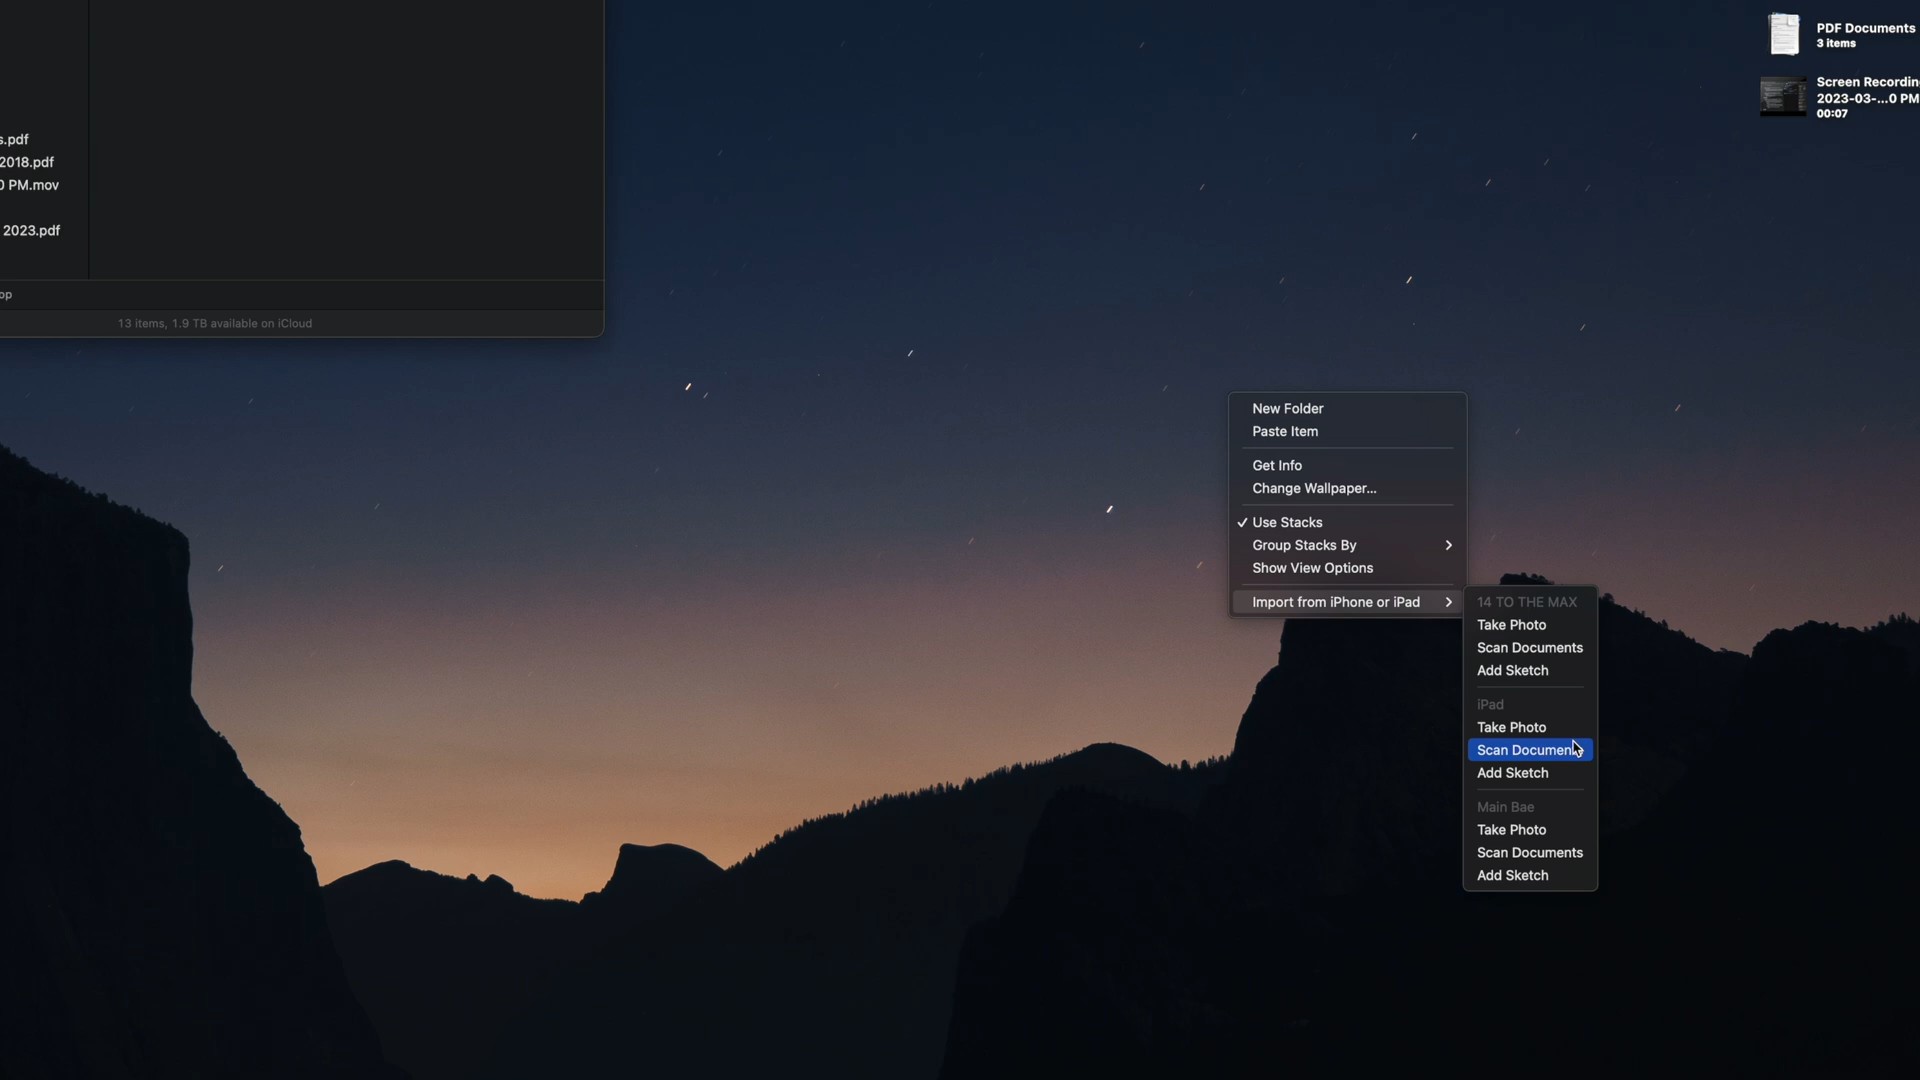 s.pdf
2018.pdf
0 PM.mov
2023.pdf
op
13 items, 1.9 TB available on iCloud
PDF Documents
3 items
Screen Recordin
2023-03-...0 PM
00:07
New Folder
Paste Item
Get Info
Change Wallpaper...
✓ Use Stacks
Group Stacks By >
Show View Options
Import from iPhone or iPad >
14 TO THE MAX
Take Photo
Scan Documents
Add Sketch
iPad
Take Photo
Scan Documents
Add Sketch
Main Bae
Take Photo
Scan Documents
Add Sketch